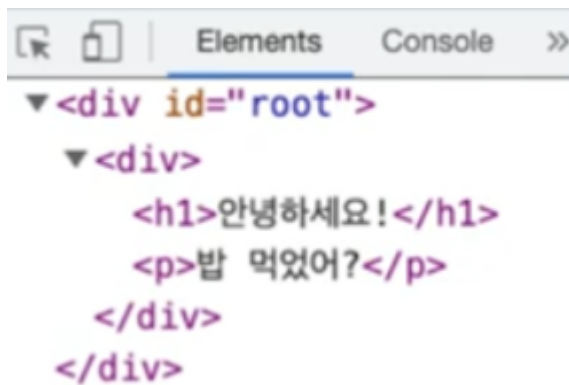 Elements Console »
▼<div id="root">
▼<div>
<h1>안녕하세요!</h1>
<p>밥 먹었어?</p>
</div>
</div>